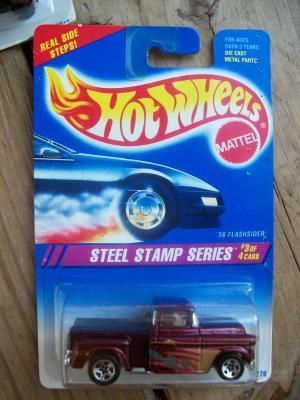 REAL SIDE
STEPS!
FOR AGES
OVER 3 YEARS
DIE CAST
METAL PARTS
HOT WHEELS
MATTEL
'56 FLASHSIDER
STEEL STAMP SERIES
#3 OF
4 CARS